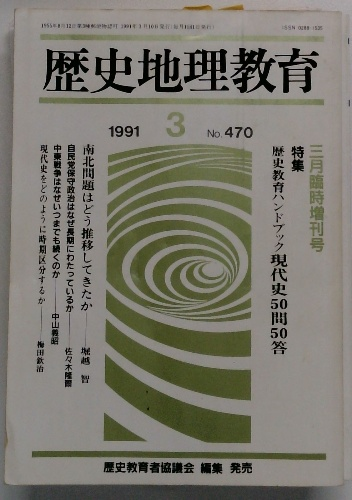 歴史地理教育
1991 3 No.470
三月臨時増刊号
特集
歴史教育ハンドブック 現代史50問50答
南北問題はどう推移してきたか――堀越 智
自民党保守政治はなぜ長期にわたっているか――佐々木隆爾
中東戦争はなぜいつまでも続くのか――中山義昭
現代史をどのように時期区分するか――梅田欽治
歴史教育者協議会 編集 発売